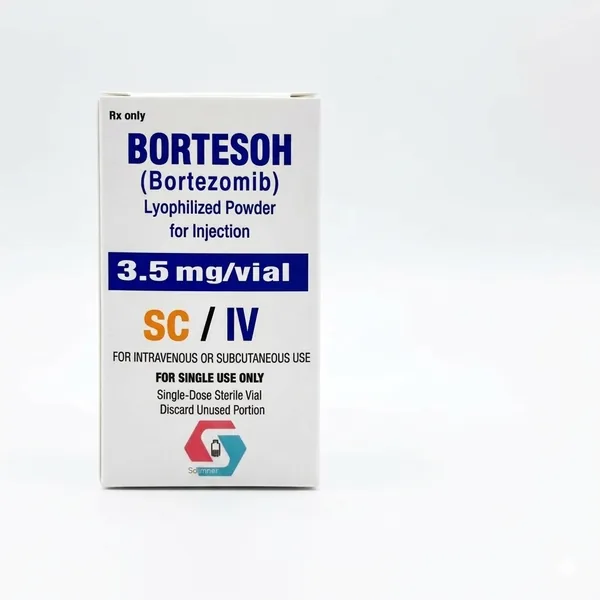 Rx only
BORTESOH
(Bortezomib)
Lyophilized Powder
for Injection
3.5 mg/vial
SC / IV
FOR INTRAVENOUS OR SUBCUTANEOUS USE
FOR SINGLE USE ONLY
Single-Dose Sterile Vial
Discard Unused Portion